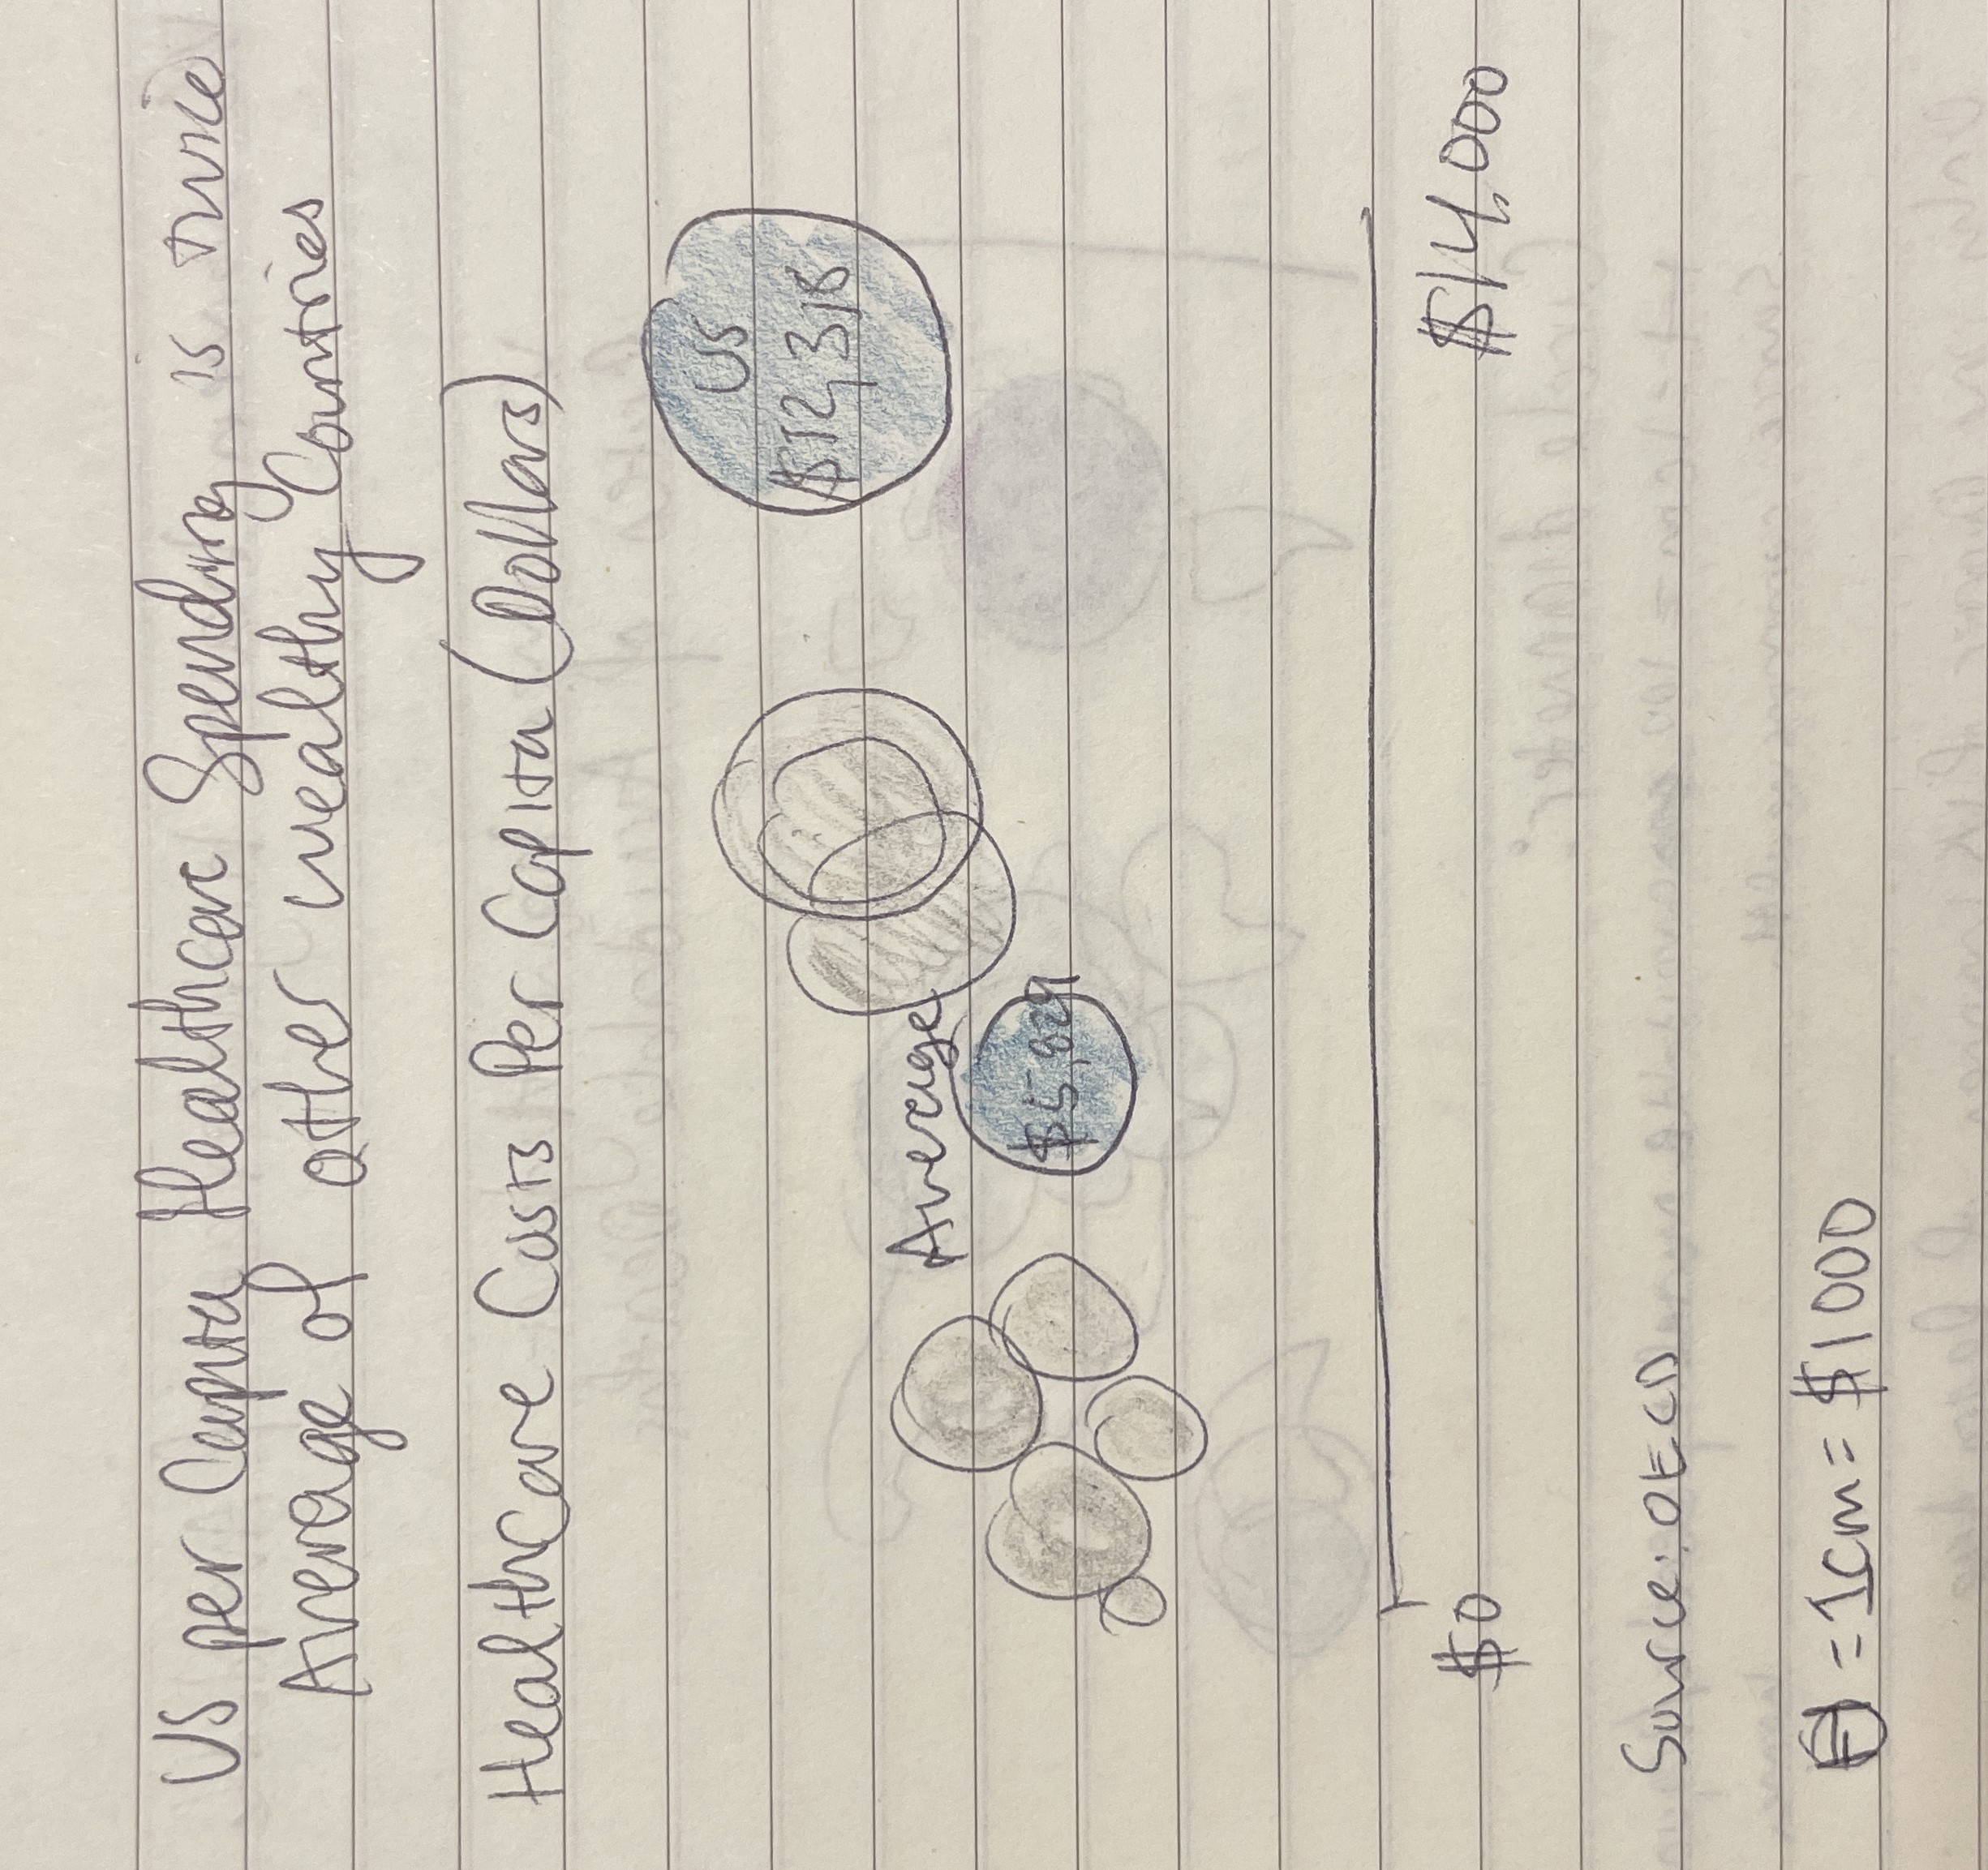 US per Capita Healthcare Spending is Twice
Average of other wealthy Countries
HealthCare Costs Per Capita (Dollars)
US
$12,318
Average
$5,829
$0
$14,000
Source: OECD
= 1cm = $1000